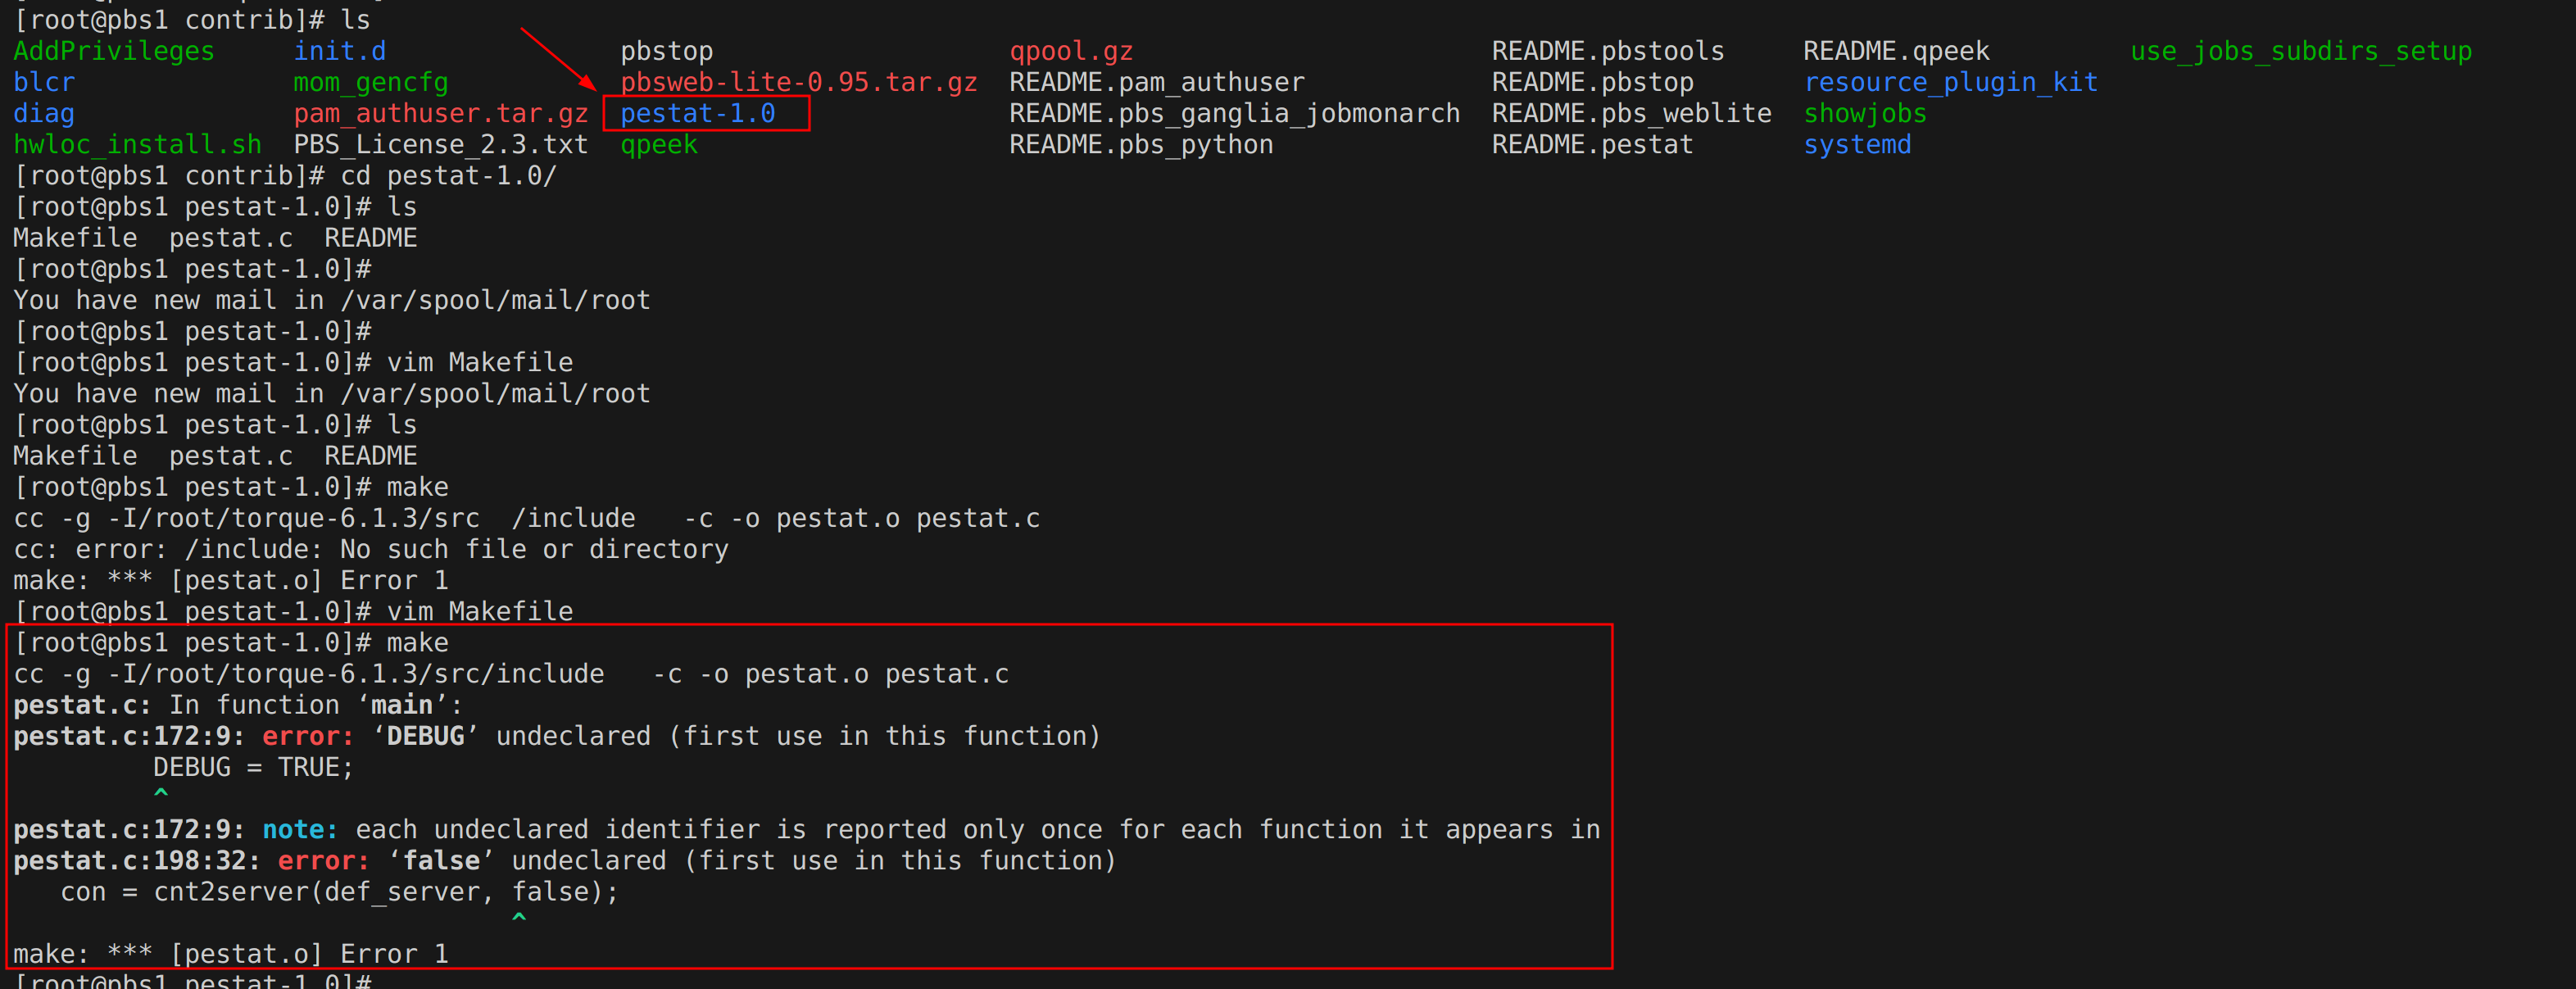 [root@pbs1 contrib]# ls
AddPrivileges     init.d               pbstop                   qpool.gz                       README.pbstools     README.qpeek         use_jobs_subdirs_setup
blcr              mom_gencfg           pbsweb-lite-0.95.tar.gz  README.pam_authuser            README.pbstop       resource_plugin_kit
diag              pam_authuser.tar.gz  pestat-1.0               README.pbs_ganglia_jobmonarch  README.pbs_weblite  showjobs
hwloc_install.sh  PBS_License_2.3.txt  qpeek                    README.pbs_python              README.pestat       systemd
[root@pbs1 contrib]# cd pestat-1.0/
[root@pbs1 pestat-1.0]# ls
Makefile  pestat.c  README
[root@pbs1 pestat-1.0]#
You have new mail in /var/spool/mail/root
[root@pbs1 pestat-1.0]#
[root@pbs1 pestat-1.0]# vim Makefile
You have new mail in /var/spool/mail/root
[root@pbs1 pestat-1.0]# ls
Makefile  pestat.c  README
[root@pbs1 pestat-1.0]# make
cc -g -I/root/torque-6.1.3/src  /include   -c -o pestat.o pestat.c
cc: error: /include: No such file or directory
make: *** [pestat.o] Error 1
[root@pbs1 pestat-1.0]# vim Makefile
[root@pbs1 pestat-1.0]# make
cc -g -I/root/torque-6.1.3/src/include   -c -o pestat.o pestat.c
pestat.c: In function ‘main’:
pestat.c:172:9: error: ‘DEBUG’ undeclared (first use in this function)
         DEBUG = TRUE;
         ^
pestat.c:172:9: note: each undeclared identifier is reported only once for each function it appears in
pestat.c:198:32: error: ‘false’ undeclared (first use in this function)
   con = cnt2server(def_server, false);
                                ^
make: *** [pestat.o] Error 1
[root@pbs1 pestat-1.0]#